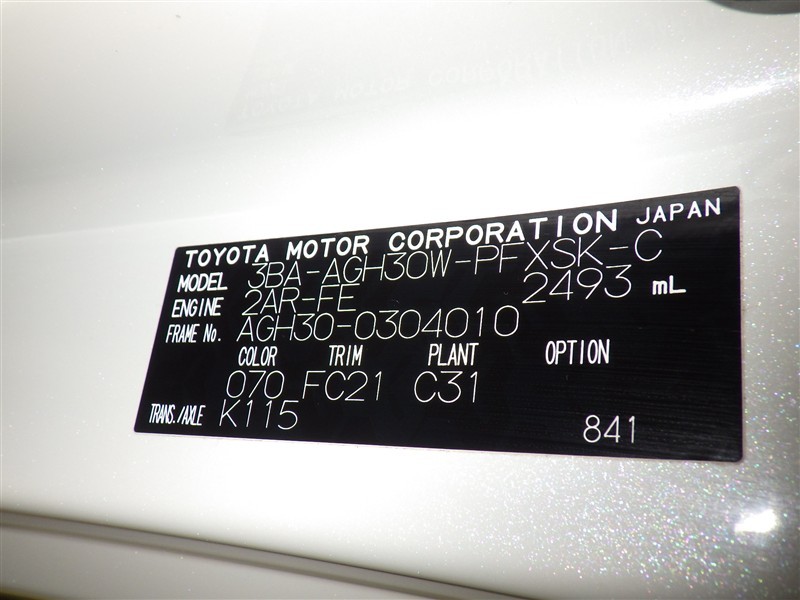 TOYOTA MOTOR CORPORATION JAPAN
MODEL 3BA-AGH30W-PFXSK-C
ENGINE 2AR-FE 2493 mL
FRAME No. AGH30-0304010
COLOR TRIM PLANT OPTION
070 FC21 C31
TRANS./AXLE K115
841